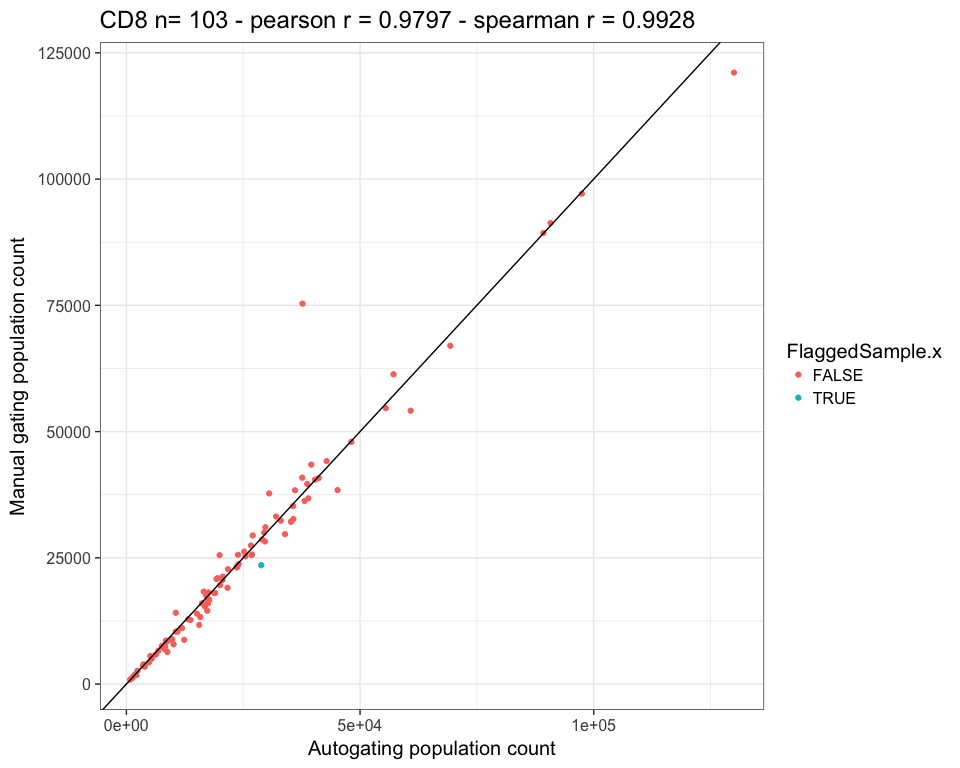 CD8 n= 103 - pearson r = 0.9797 - spearman r = 0.9928
125000
100000
75000
50000
25000
0
Manual gating population count
0e+00
5e+04
1e+05
Autogating population count
FlaggedSample.x
FALSE
TRUE